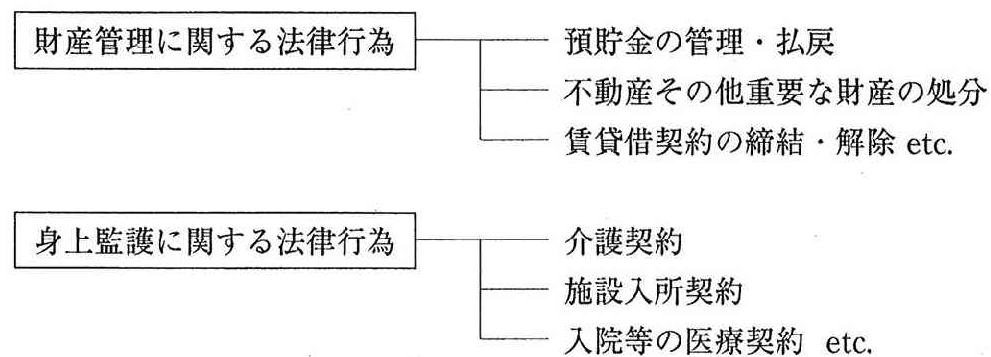 財産管理に関する法律行為
預貯金の管理・払戻
不動産その他重要な財産の処分
賃貸借契約の締結・解除 etc.
身上監護に関する法律行為
介護契約
施設入所契約
入院等の医療契約 etc.